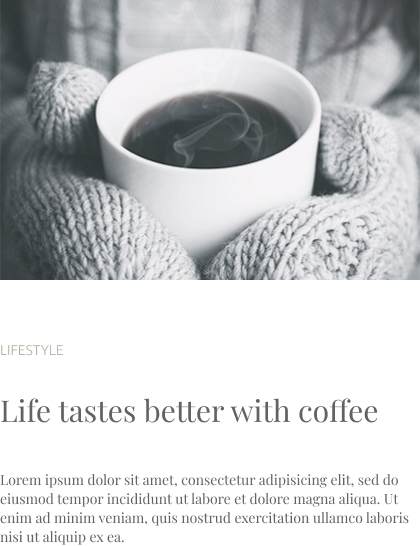 LIFESTYLE
Life tastes better with coffee
Lorem ipsum dolor sit amet, consectetur adipisicing elit, sed do
eiusmod tempor incididunt ut labore et dolore magna aliqua. Ut
enim ad minim veniam, quis nostrud exercitation ullamco laboris
nisi ut aliquip ex ea.